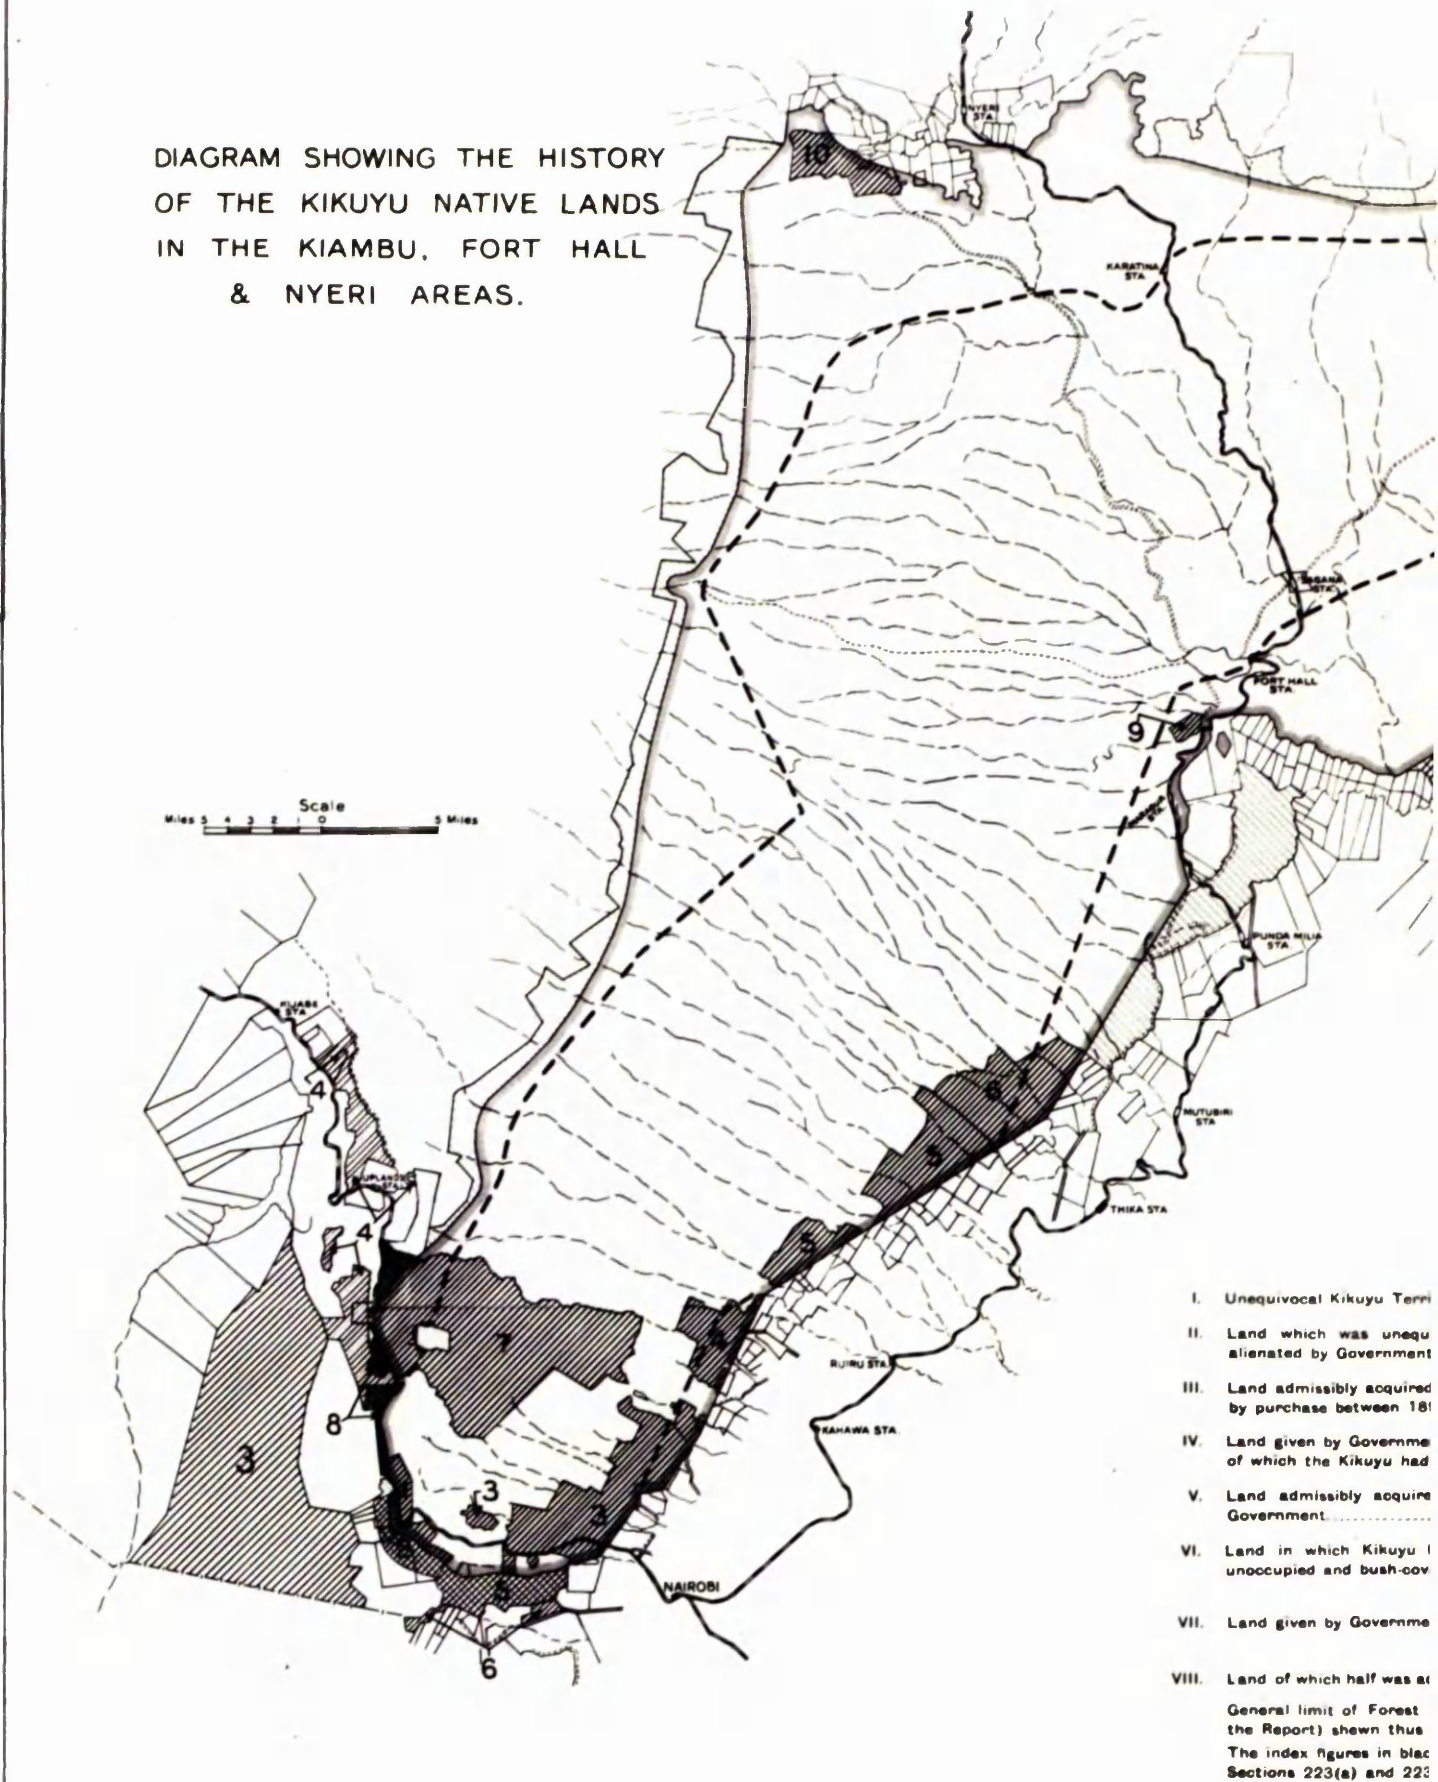 DIAGRAM SHOWING THE HISTORY
OF THE KIKUYU NATIVE LANDS
IN THE KIAMBU, FORT HALL
& NYERI AREAS.
NYERI
STA.
10
KARATINA
STA.
SAGANA
STA.
FORT HALL
STA.
9
Scale
Miles 5 4 3 2 1 0 5 Miles
STA.
PUNDA MILIA
STA.
KIJABE
STA.
4
MUTUBIRI
STA
5
UPLANDS
STA.
THIKA STA
4
5
7
RUIRU STA.
8
KAHAWA STA.
3
3
3
NAIROBI
6
I. Unequivocal Kikuyu Terri
II. Land which was unequ
alienated by Government
III. Land admissibly acquired
by purchase between 18
IV. Land given by Governme
of which the Kikuyu had
V. Land admissibly acquire
Government
VI. Land in which Kikuyu
unoccupied and bush-cov
VII. Land given by Governme
VIII. Land of which half was a
General limit of Forest
the Report) shewn thus
The index figures in blac
Sections 223(a) and 223